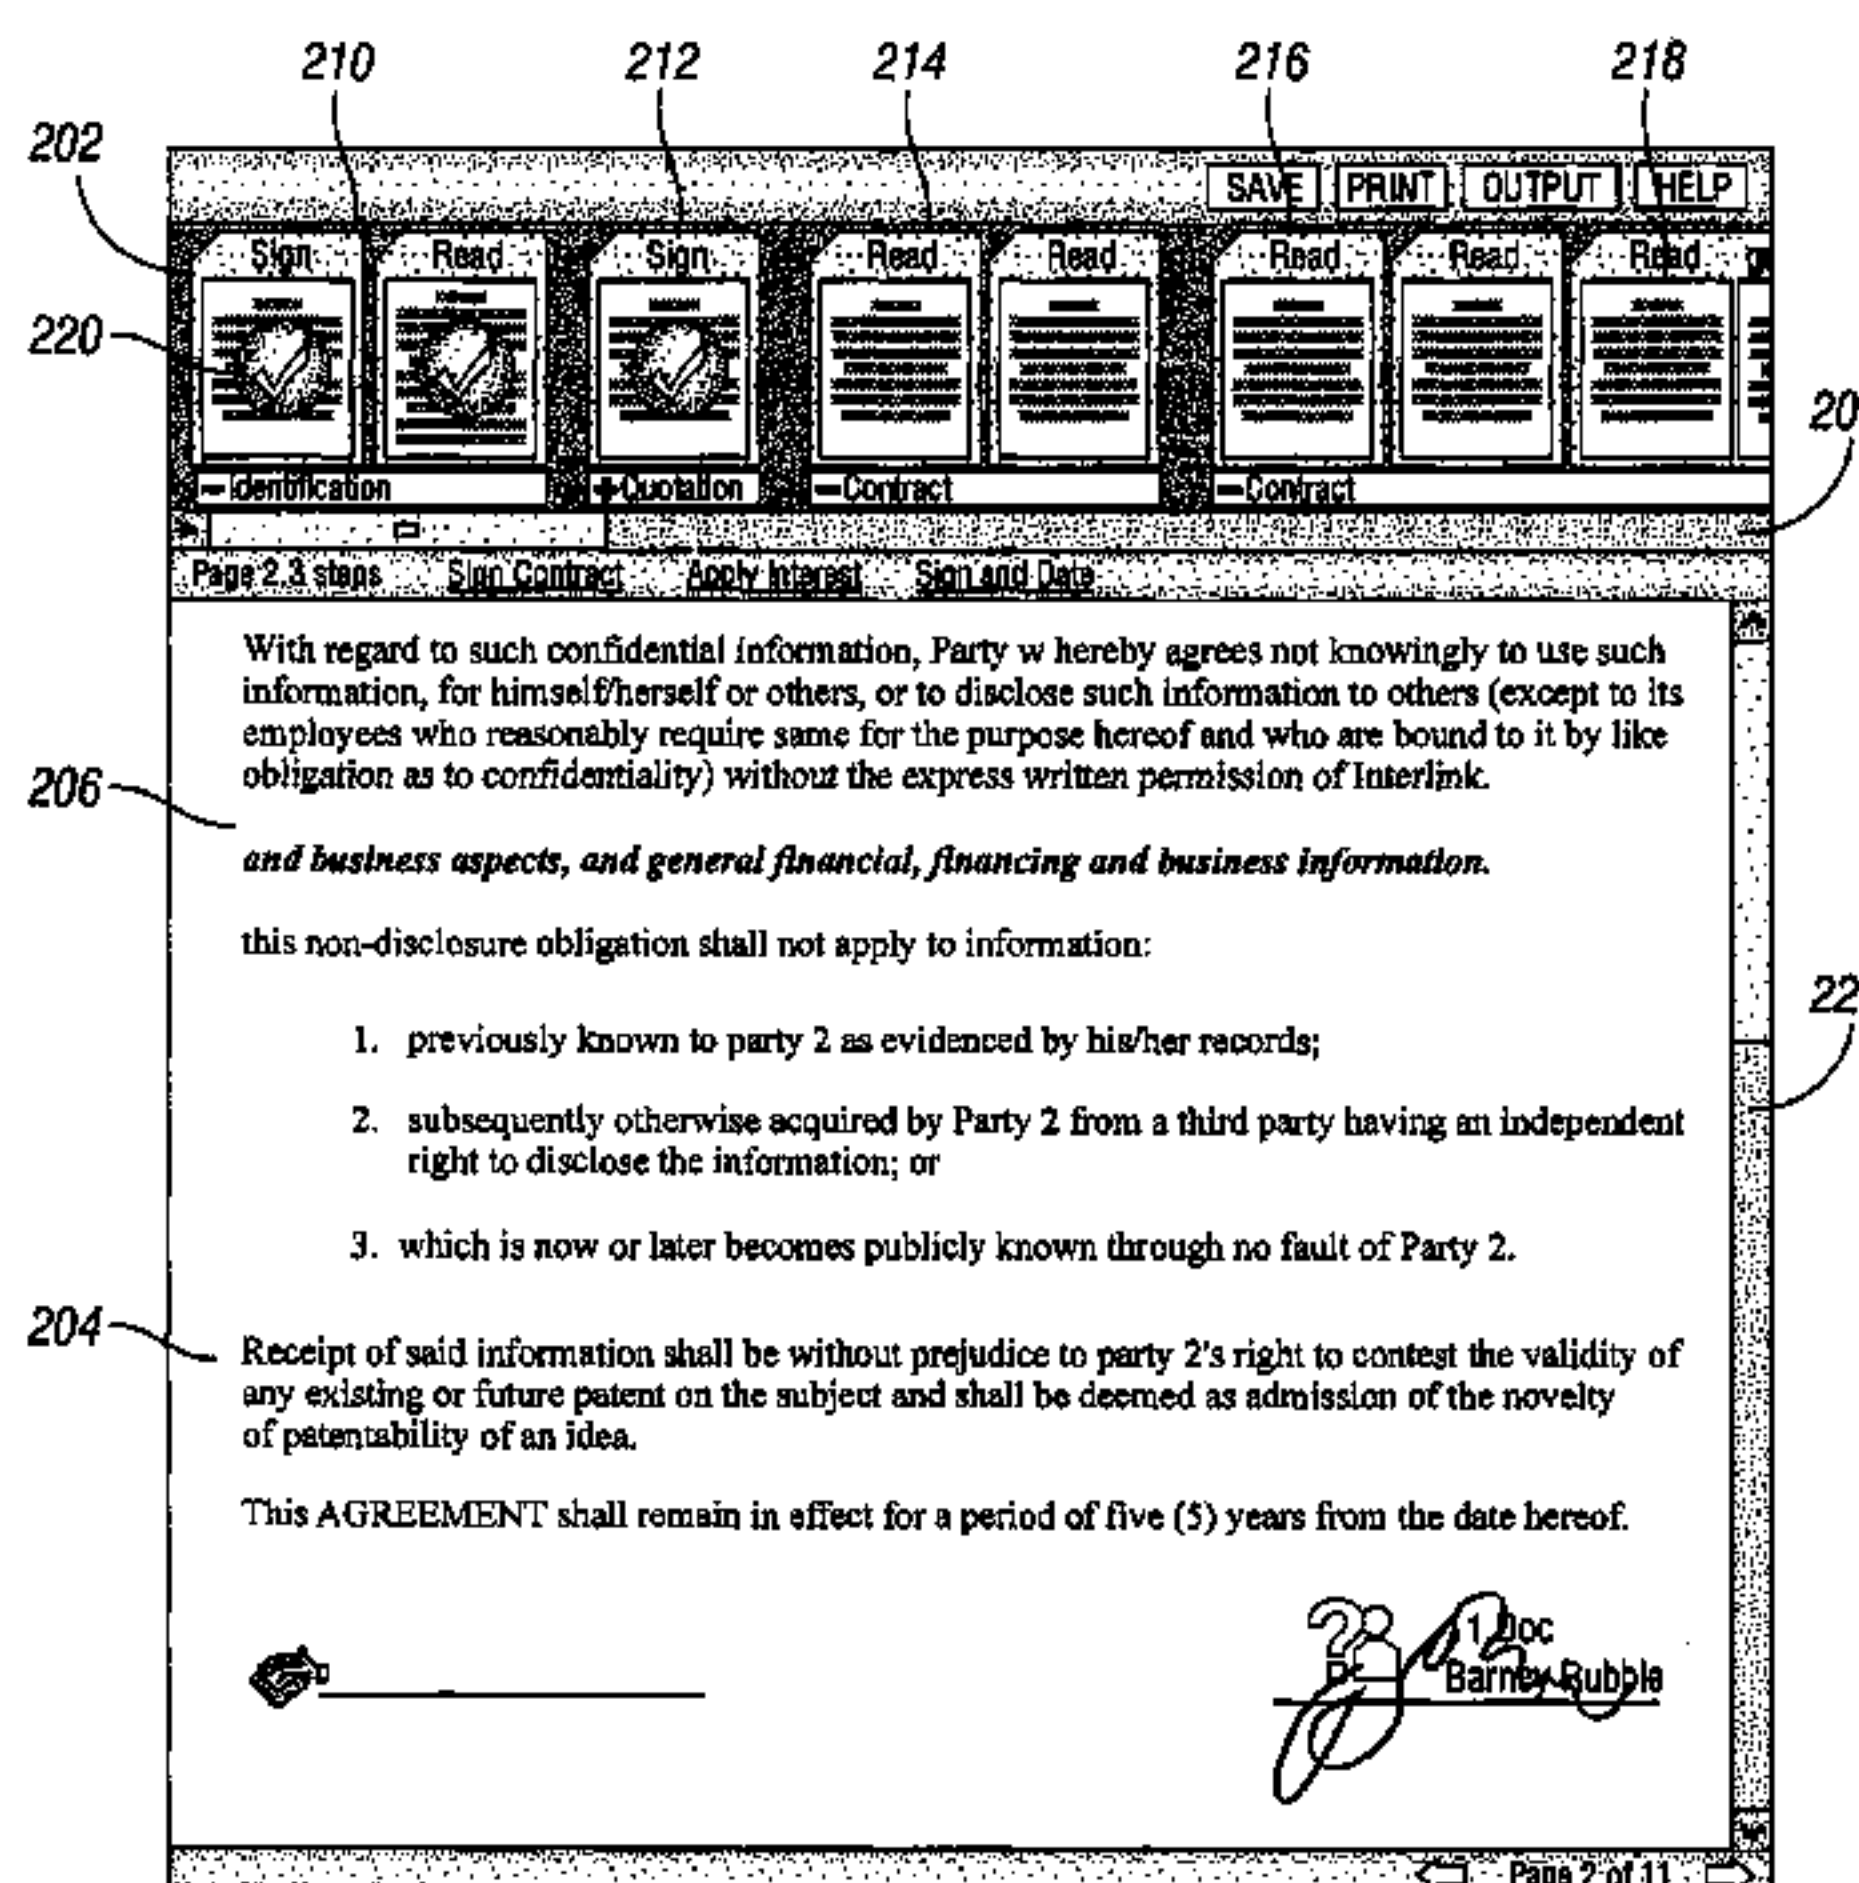 210 212 214 216 218
202
SAVE PRINT OUTPUT HELP
Sign Read Sign Read Read Read Read Read
220
20
- Identification + Quotation - Contract - Contract
Page 2,3 steps Sign Contract Apply Interest Sign and Date
With regard to such confidential information, Party w hereby agrees not knowingly to use such
information, for himself/herself or others, or to disclose such information to others (except to its
employees who reasonably require same for the purpose hereof and who are bound to it by like
obligation as to confidentiality) without the express written permission of Interlink.
206
and business aspects, and general financial, financing and business information.
this non-disclosure obligation shall not apply to information:
22
1. previously known to party 2 as evidenced by his/her records;
2. subsequently otherwise acquired by Party 2 from a third party having an independent
right to disclose the information; or
3. which is now or later becomes publicly known through no fault of Party 2.
204
Receipt of said information shall be without prejudice to party 2's right to contest the validity of
any existing or future patent on the subject and shall be deemed as admission of the novelty
of patentability of an idea.
This AGREEMENT shall remain in effect for a period of five (5) years from the date hereof.
1 Doc
Barney Rubble
Page 2 of 11